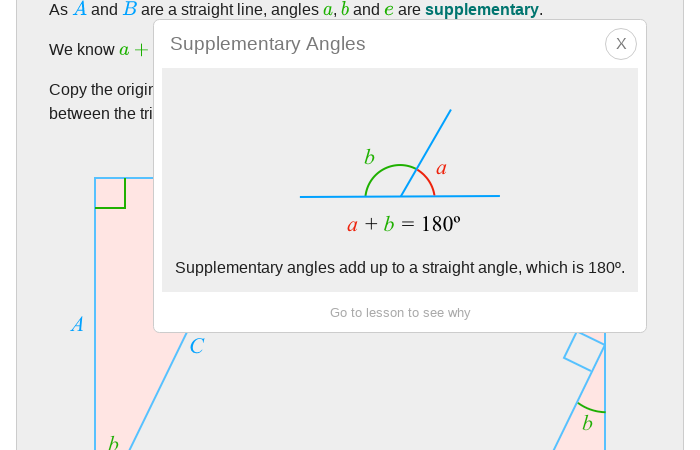 As A and B are a straight line, angles a, b and e are supplementary.
We know a +
Supplementary Angles
X
Copy the origin
between the tri
b
a
a + b = 180º
Supplementary angles add up to a straight angle, which is 180º.
Go to lesson to see why
A
C
b
b